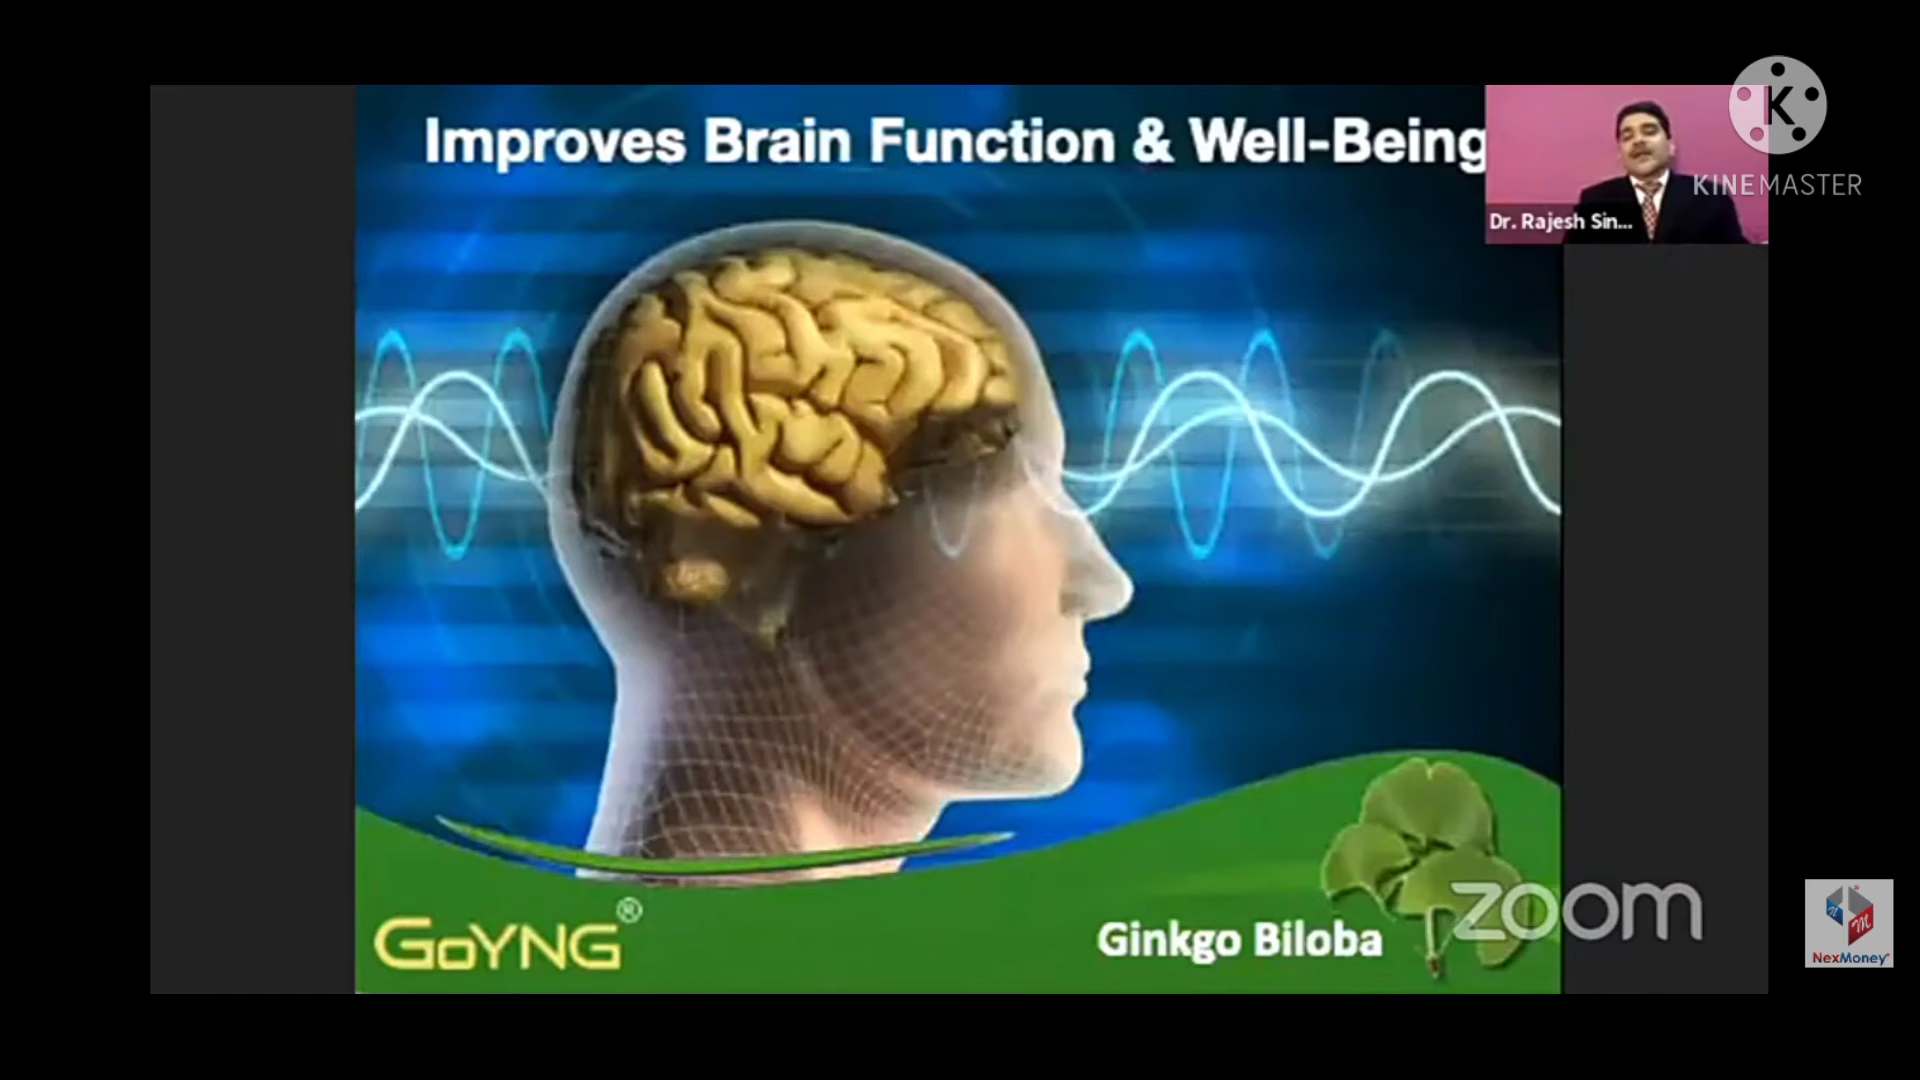 Improves Brain Function & Well-Being
K
KINEMASTER
Dr. Rajesh Sin...
GoYNG®
Ginkgo Biloba
zoom
NexMoney